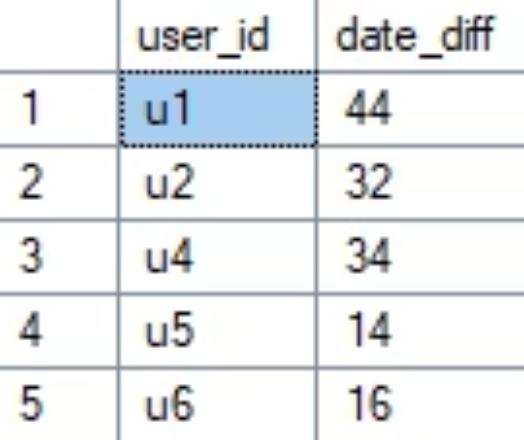 user_id date_diff
1 u1 44
2 u2 32
3 u4 34
4 u5 14
5 u6 16